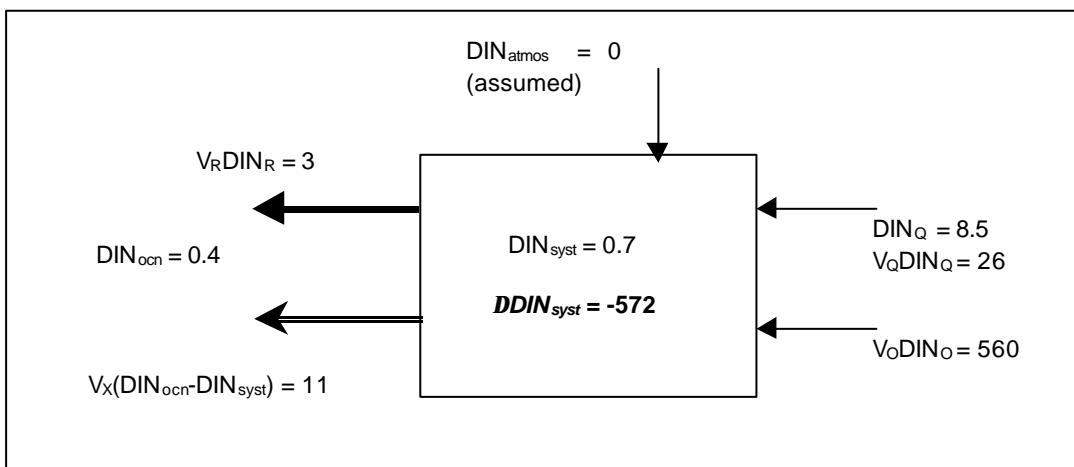 DINatmos = 0
(assumed)
VRDINR = 3
DINocn = 0.4
DINsyst = 0.7
DINQ = 8.5
VQDINQ = 26
DDINsyst = -572
VODINO = 560
VX(DINocn-DINsyst) = 11